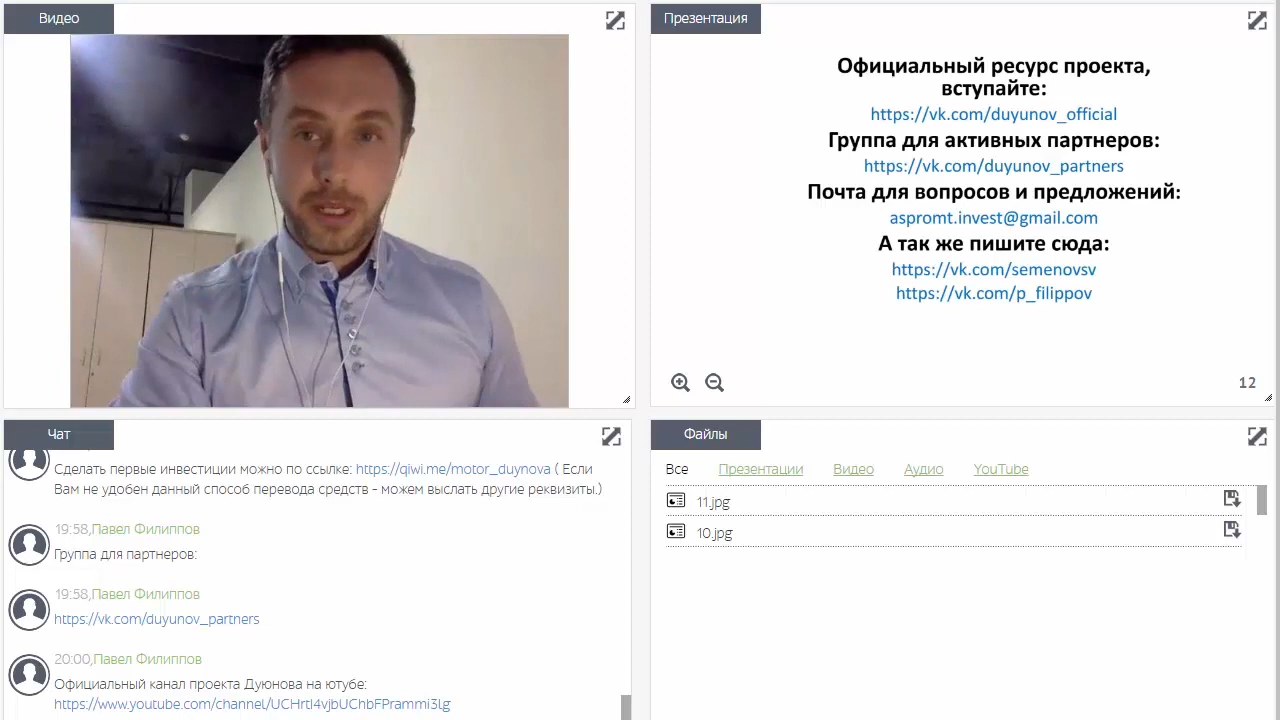 Видео
Презентация
Официальный ресурс проекта,
вступайте:
https://vk.com/duyunov_official
Группа для активных партнеров:
https://vk.com/duyunov_partners
Почта для вопросов и предложений:
aspromt.invest@gmail.com
А так же пишите сюда:
https://vk.com/semenovsv
https://vk.com/p_filippov
12
Чат
Сделать первые инвестиции можно по ссылке: https://qiwi.me/motor_duynova ( Если
Вам не удобен данный способ перевода средств - можем выслать другие реквизиты.)
19:58,Павел Филиппов
Группа для партнеров:
19:58,Павел Филиппов
https://vk.com/duyunov_partners
20:00,Павел Филиппов
Официальный канал проекта Дуюнова на ютубе:
https://www.youtube.com/channel/UCHrtI4vjbUChbFPrammi3lg
Файлы
Все Презентации Видео Аудио YouTube
11.jpg
10.jpg